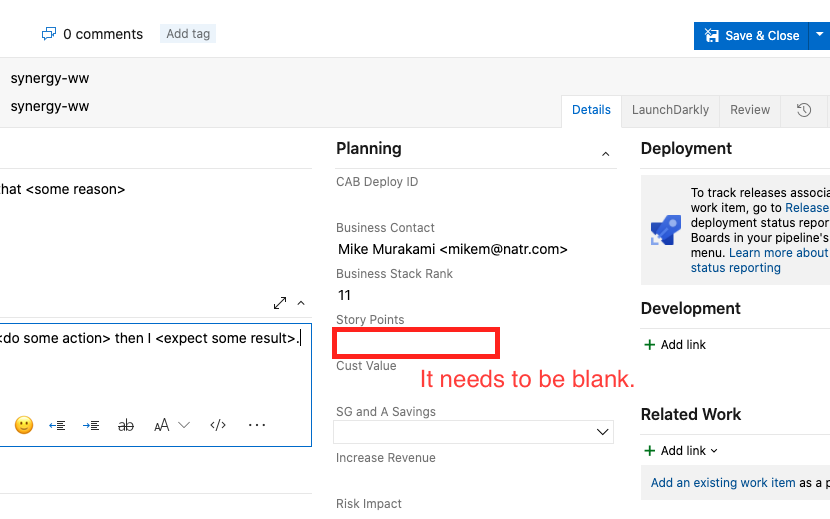 0 comments Add tag
Save & Close
synergy-ww
synergy-ww
Details LaunchDarkly Review
hat <some reason>
<do some action> then I <expect some result>.
ab AA </> ...
Planning
CAB Deploy ID
Business Contact
Mike Murakami <mikem@natr.com>
Business Stack Rank
11
Story Points
It needs to be blank.
Cust Value
SG and A Savings
Increase Revenue
Risk Impact
Deployment
To track releases associa
work item, go to Release
deployment status repor
Boards in your pipeline's
menu. Learn more about
status reporting
Development
+ Add link
Related Work
+ Add link
Add an existing work item as a p